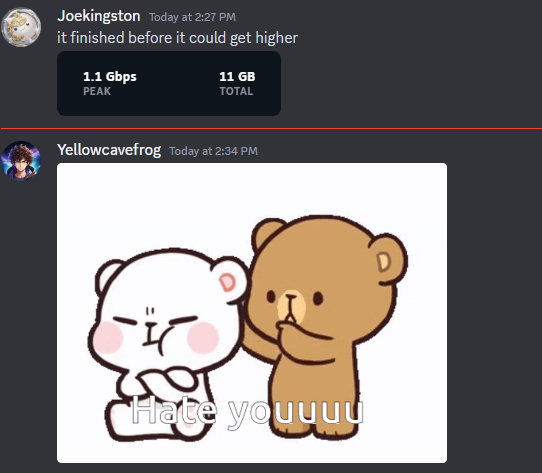 Joekingston Today at 2:27 PM
it finished before it could get higher
1.1 Gbps 11 GB
PEAK TOTAL
Yellowcavefrog Today at 2:34 PM
Hate youuuu